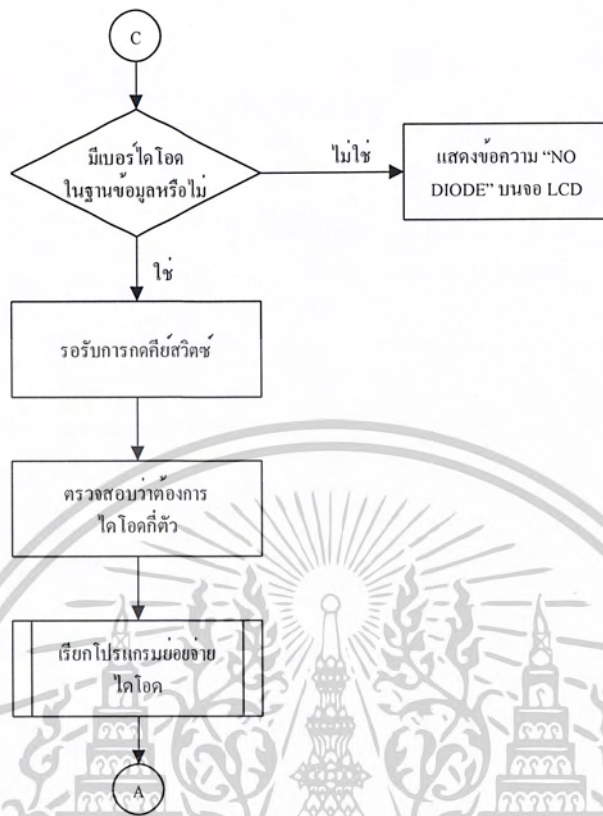 C
มีเบอร์ไดโอด
ในฐานข้อมูลหรือไม่
ไม่ใช่
แสดงข้อความ “NO
DIODE” บนจอ LCD
ใช่
รอรับการกดคีย์สวิตซ์
ตรวจสอบว่าต้องการ
ไดโอดกี่ตัว
เรียกโปรแกรมย่อยจ่าย
ไดโอด
A